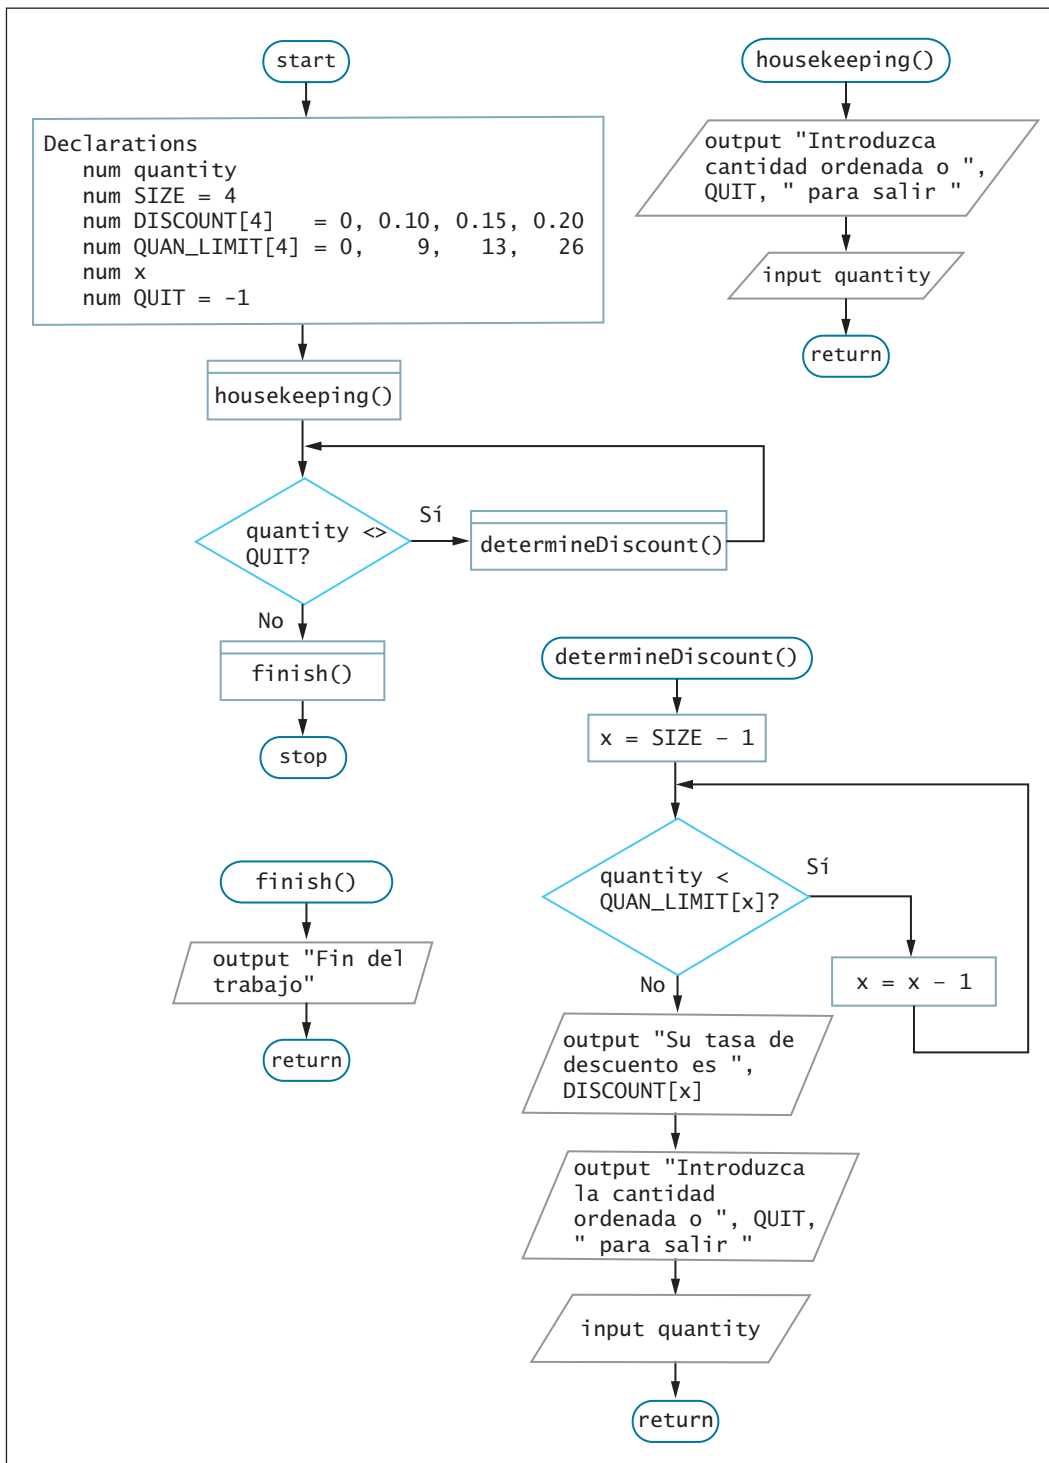 start
Declarations
num quantity
num SIZE = 4
num DISCOUNT[4]   = 0, 0.10, 0.15, 0.20
num QUAN_LIMIT[4] = 0,    9,   13,   26
num x
num QUIT = -1
housekeeping()
quantity <>
QUIT?
Sí
determineDiscount()
No
finish()
stop
housekeeping()
output "Introduzca
cantidad ordenada o ",
QUIT, " para salir "
input quantity
return
finish()
output "Fin del
trabajo"
return
determineDiscount()
x = SIZE – 1
quantity <
QUAN_LIMIT[x]?
Sí
x = x – 1
No
output "Su tasa de
descuento es ",
DISCOUNT[x]
output "Introduzca
la cantidad
ordenada o ", QUIT,
" para salir "
input quantity
return